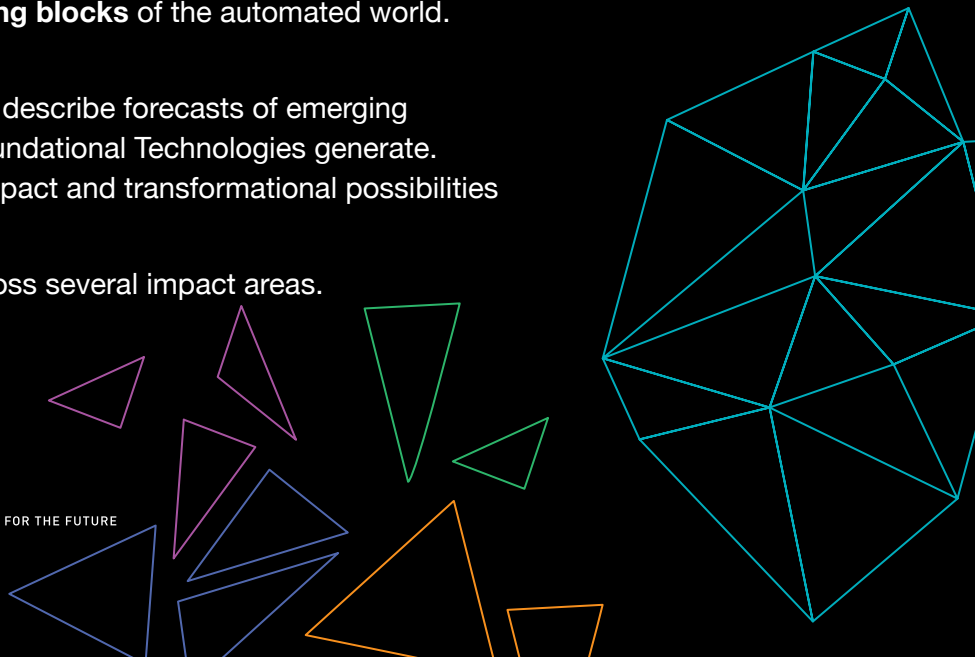 ng blocks of the automated world.
describe forecasts of emerging
undational Technologies generate.
pact and transformational possibilities
oss several impact areas.
FOR THE FUTURE